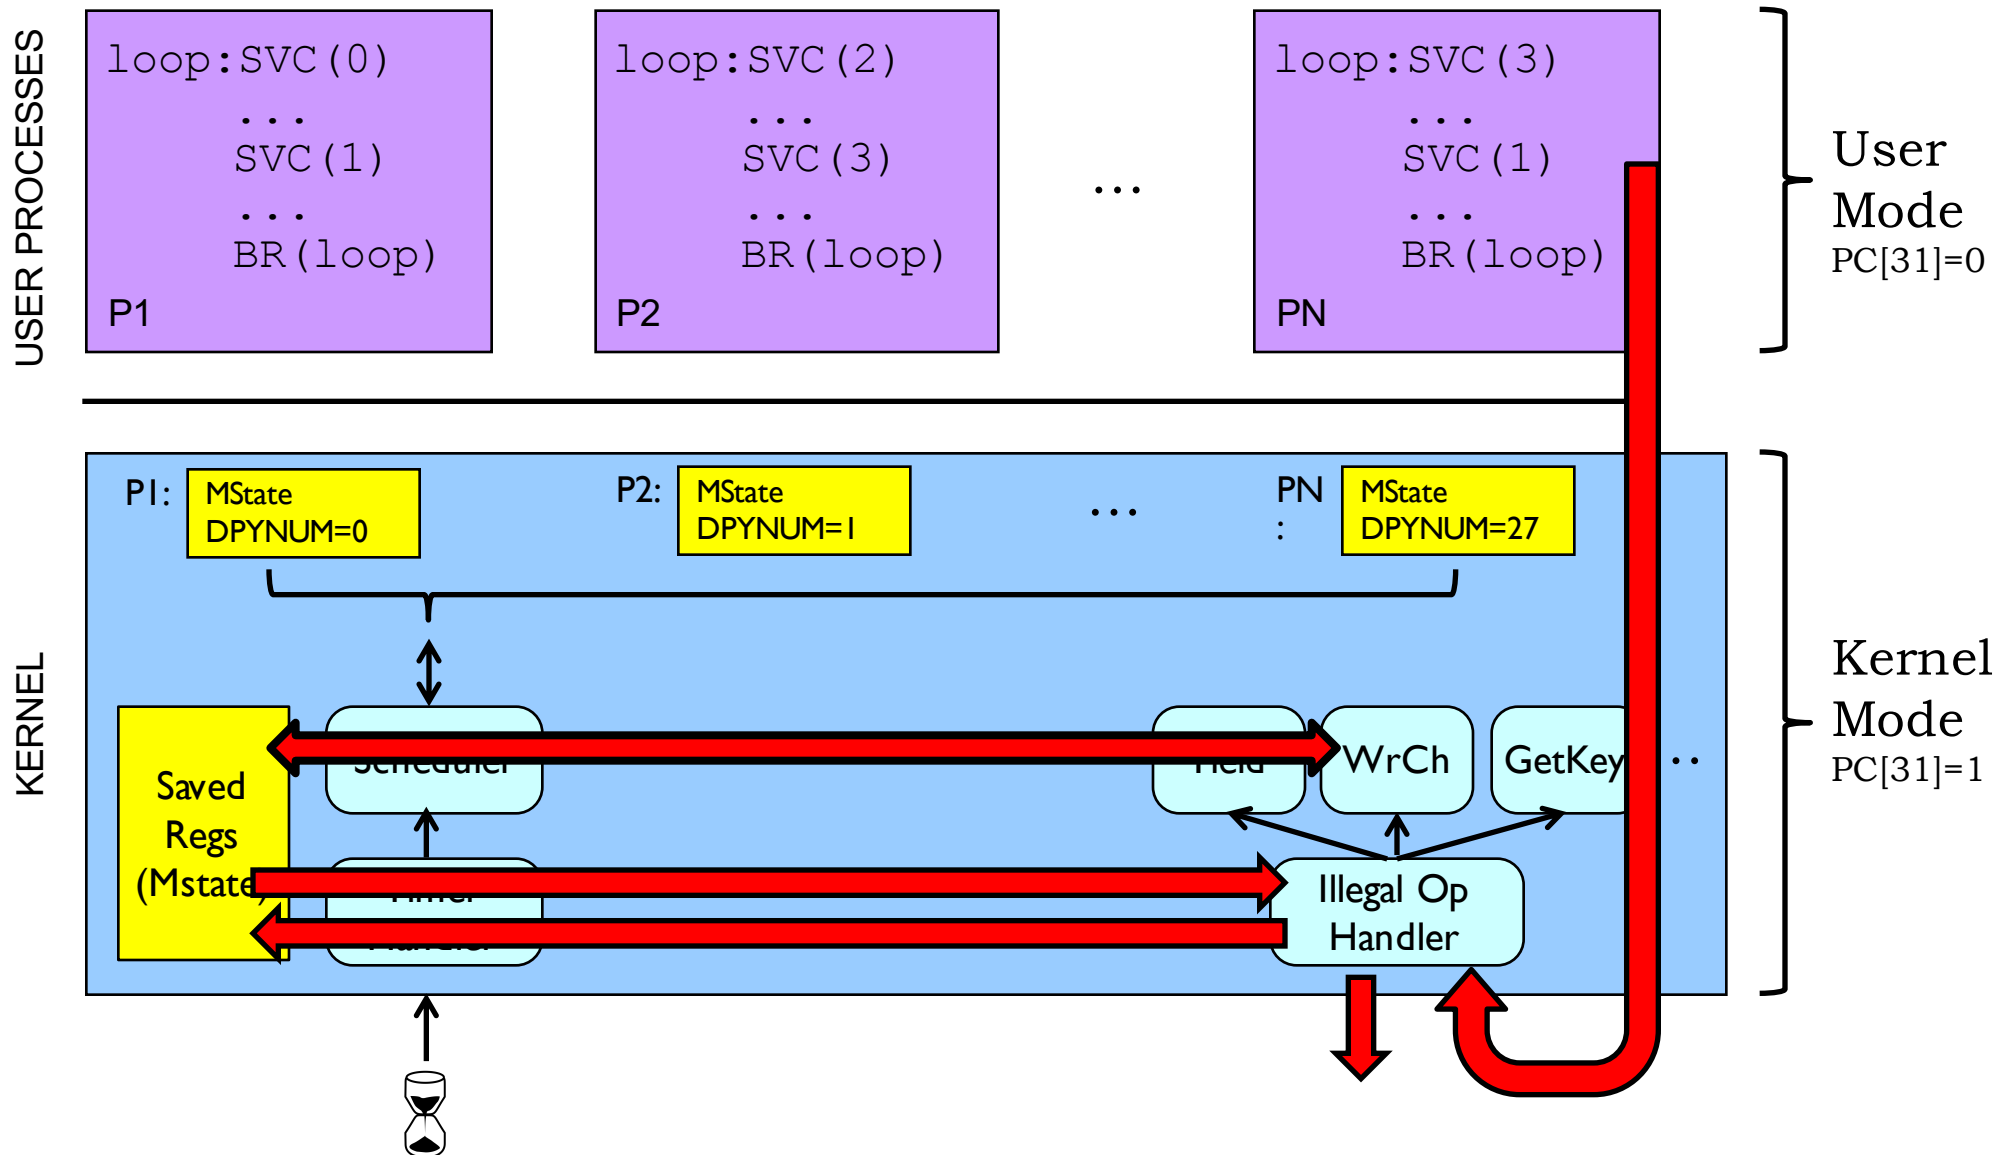 USER PROCESSES
loop:SVC(0)
...
SVC(1)
...
BR(loop)
P1
loop:SVC(2)
...
SVC(3)
...
BR(loop)
P2
...
loop:SVC(3)
...
SVC(1)
...
BR(loop)
PN
User
Mode
PC[31]=0
KERNEL
P1:
MState
DPYNUM=0
P2:
MState
DPYNUM=1
...
PN
:
MState
DPYNUM=27
Saved
Regs
(Mstate)
Scheduler
WrCh
GetKey
..
Handler
Illegal Op
Handler
Kernel
Mode
PC[31]=1